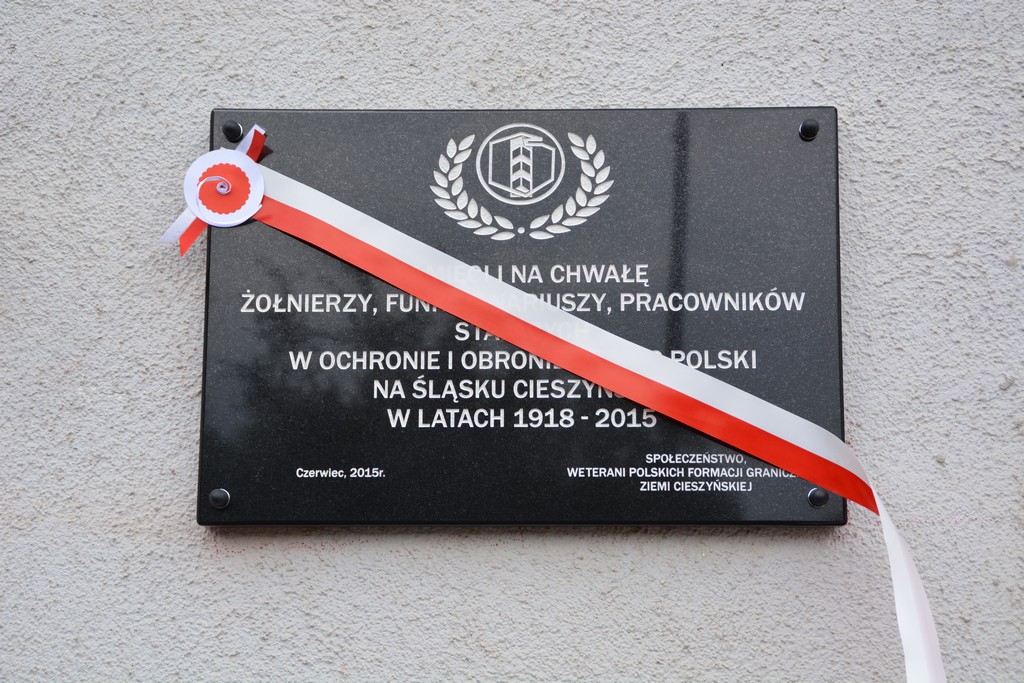 I NA CHWAŁĘ
ŻOŁNIERZY, PRACOWNIKÓW
W OCHRONIE I POLSKI
NA ŚLĄSKU
W LATACH 1918 - 2015
Czerwiec, 2015r.
SPOŁECZEŃSTWO,
WETERANI POLSKICH FORMACJI
ZIEMI CIESZYŃSKIEJ